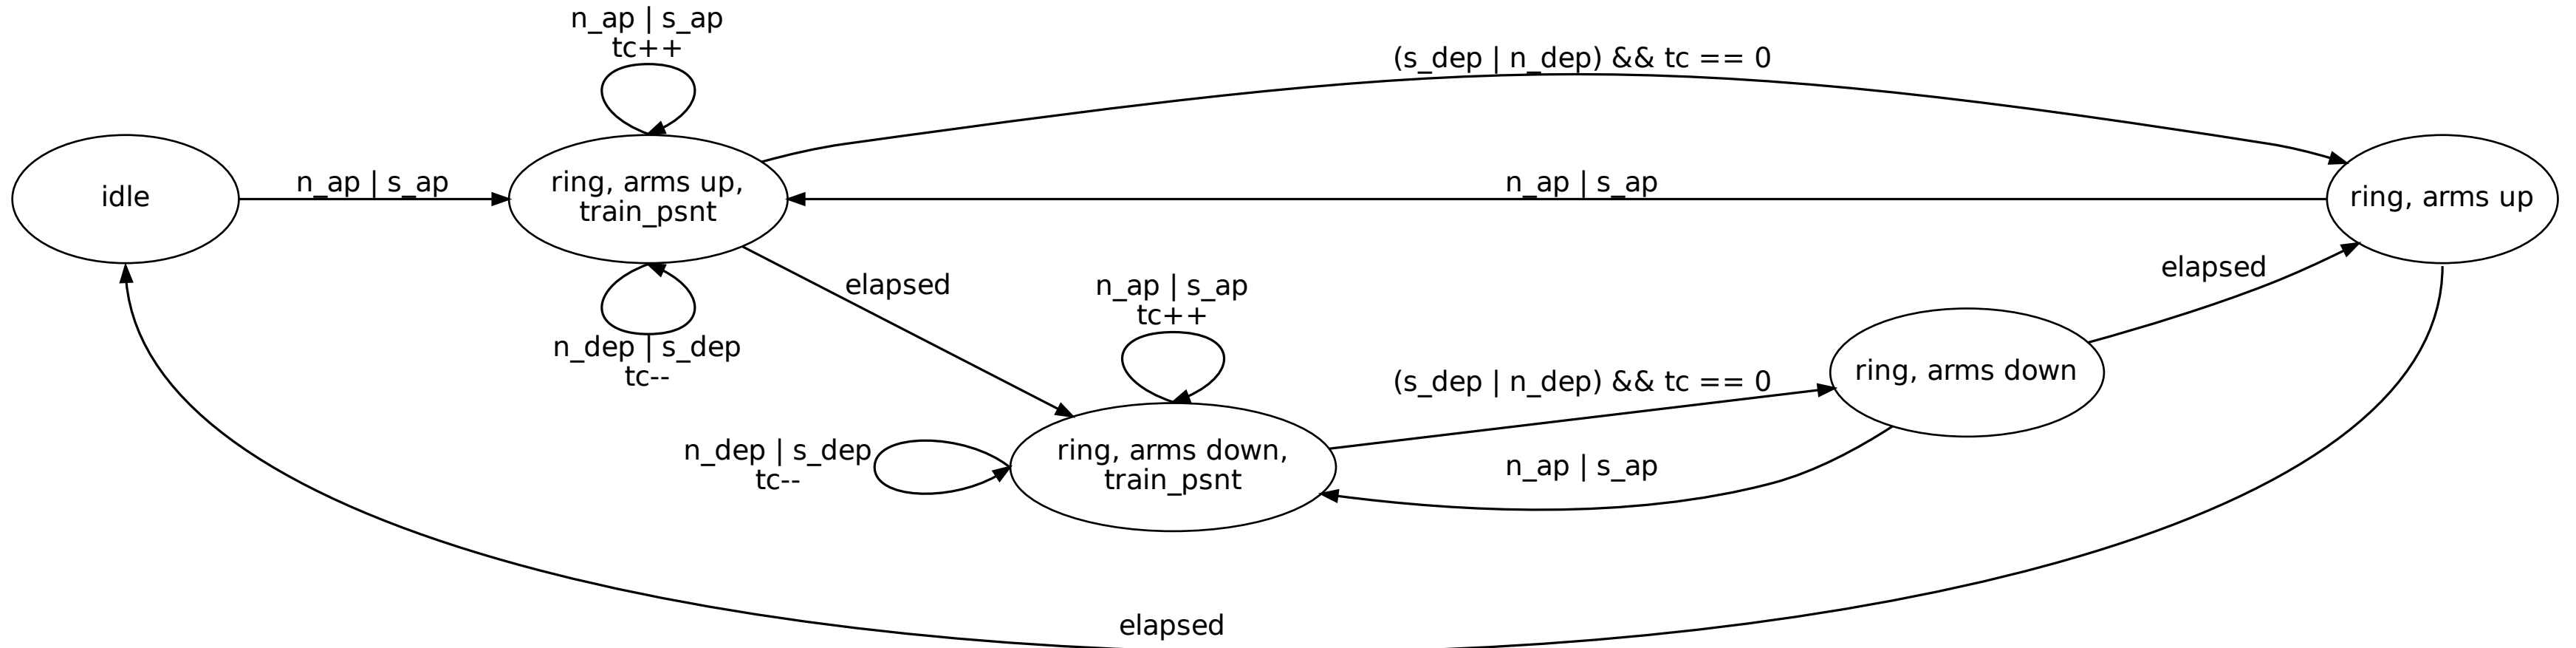 n_ap | s_ap
tc++
(s_dep | n_dep) && tc == 0
idle
n_ap | s_ap
ring, arms up,
train_psnt
n_ap | s_ap
ring, arms up
elapsed
n_ap | s_ap
tc++
elapsed
n_dep | s_dep
tc--
(s_dep | n_dep) && tc == 0
ring, arms down
n_dep | s_dep
tc--
ring, arms down,
train_psnt
n_ap | s_ap
elapsed